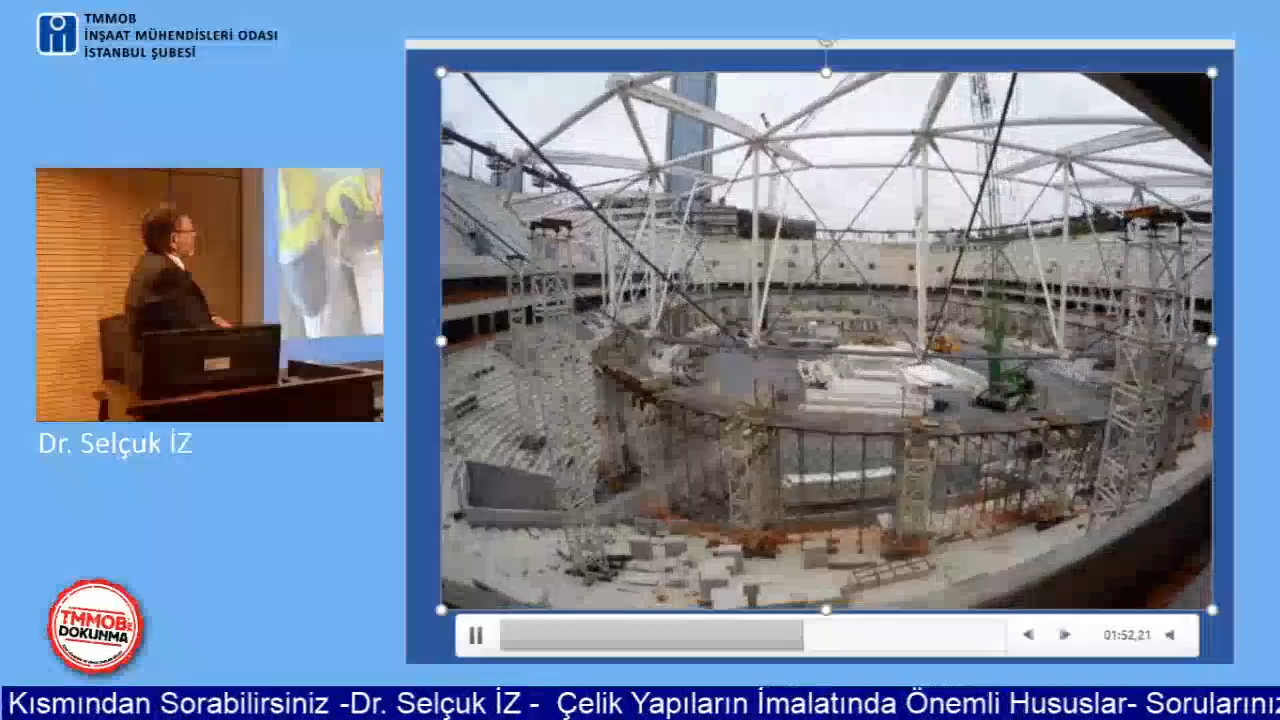 TMMOB
İNŞAAT MÜHENDİSLERİ ODASI
İSTANBUL ŞUBESİ
Dr. Selçuk İZ
TMMOB'a
DOKUNMA
01:52,21
Kısmından Sorabilirsiniz -Dr. Selçuk İZ - Çelik Yapıların İmalatında Önemli Hususlar- Sorularınız